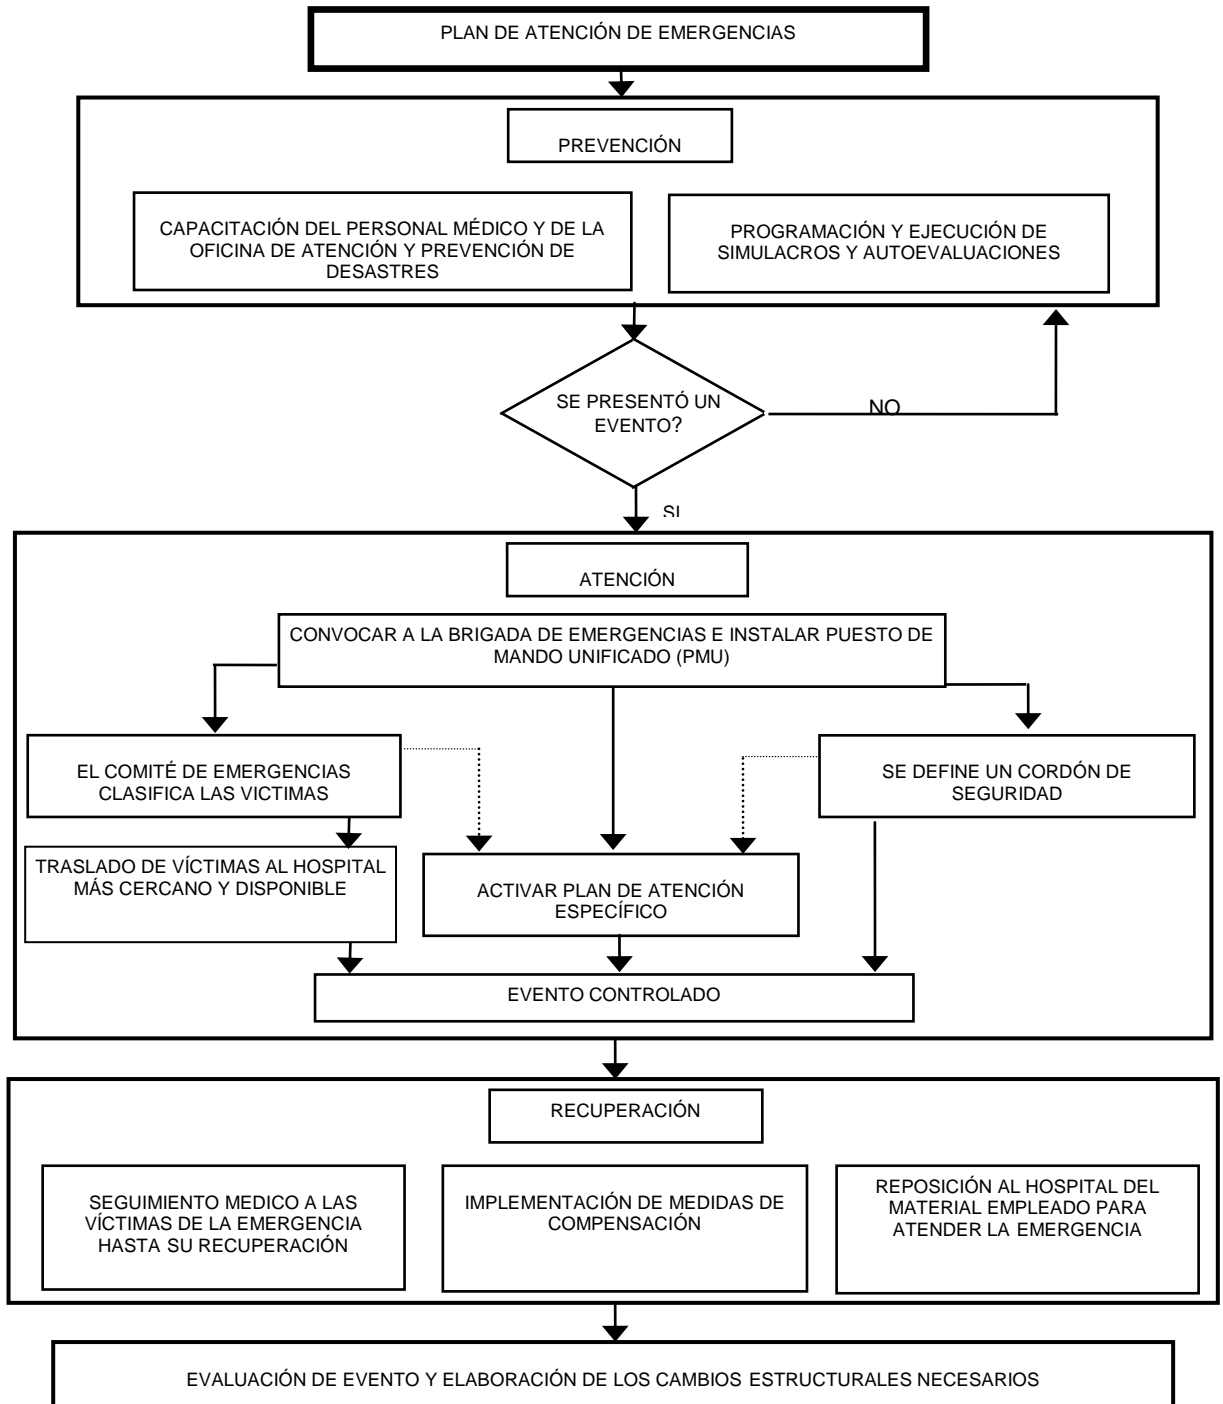 PLAN DE ATENCIÓN DE EMERGENCIAS
PREVENCIÓN
CAPACITACIÓN DEL PERSONAL MÉDICO Y DE LA
OFICINA DE ATENCIÓN Y PREVENCIÓN DE
DESASTRES
PROGRAMACIÓN Y EJECUCIÓN DE
SIMULACROS Y AUTOEVALUACIONES
SE PRESENTÓ UN
EVENTO?
NO
SI
ATENCIÓN
CONVOCAR A LA BRIGADA DE EMERGENCIAS E INSTALAR PUESTO DE
MANDO UNIFICADO (PMU)
EL COMITÉ DE EMERGENCIAS
CLASIFICA LAS VICTIMAS
SE DEFINE UN CORDÓN DE
SEGURIDAD
TRASLADO DE VÍCTIMAS AL HOSPITAL
MÁS CERCANO Y DISPONIBLE
ACTIVAR PLAN DE ATENCIÓN
ESPECÍFICO
EVENTO CONTROLADO
RECUPERACIÓN
SEGUIMIENTO MEDICO A LAS
VÍCTIMAS DE LA EMERGENCIA
HASTA SU RECUPERACIÓN
IMPLEMENTACIÓN DE MEDIDAS DE
COMPENSACIÓN
REPOSICIÓN AL HOSPITAL DEL
MATERIAL EMPLEADO PARA
ATENDER LA EMERGENCIA
EVALUACIÓN DE EVENTO Y ELABORACIÓN DE LOS CAMBIOS ESTRUCTURALES NECESARIOS